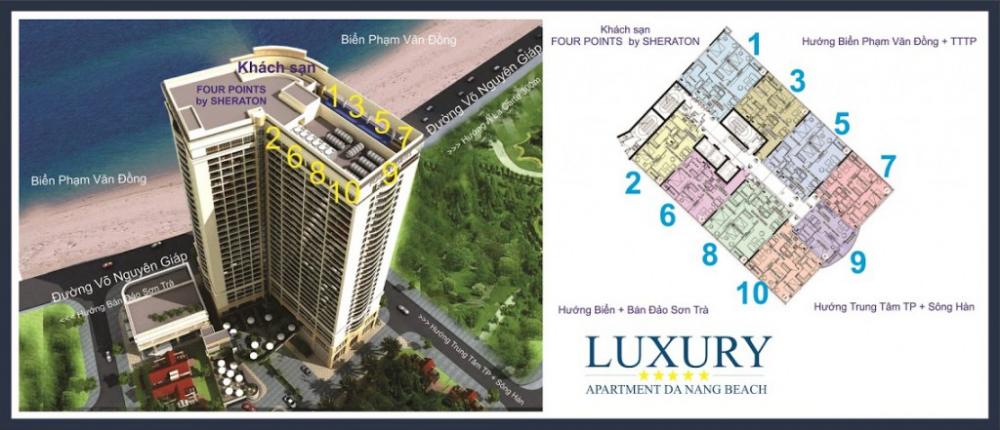 Biển Phạm Văn Đồng
Khách sạn
FOUR POINTS
by SHERATON
1
3
5
7
2
6
8
10
9
Đường Võ Nguyên Giáp
Biển Phạm Văn Đồng
Đường Võ Nguyên Giáp
>>> Hướng Bán Đảo Sơn Trà
>>> Hướng Trung Tâm TP + Sông Hàn
Khách sạn
FOUR POINTS by SHERATON
Hướng Biển Phạm Văn Đồng + TTTP
1
3
5
7
2
6
8
9
10
Hướng Biển + Bán Đảo Sơn Trà
Hướng Trung Tâm TP + Sông Hàn
LUXURY
APARTMENT DA NANG BEACH